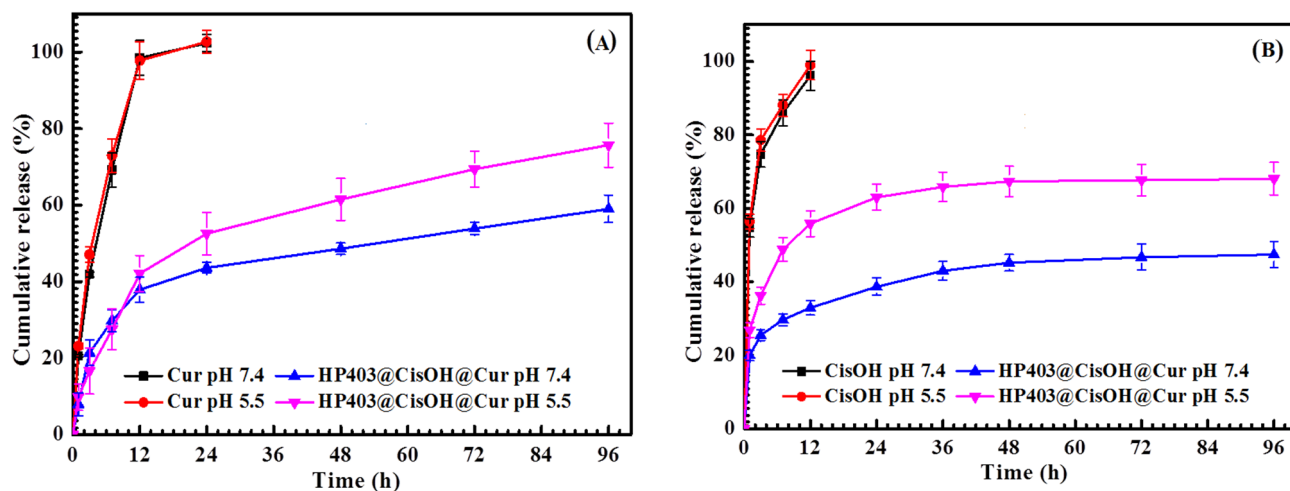 (A)
Cumulative release (%)
100
80
60
40
20
0
Cur pH 7.4
HP403@CisOH@Cur pH 7.4
Cur pH 5.5
HP403@CisOH@Cur pH 5.5
0 12 24 36 48 60 72 84 96
Time (h)
(B)
Cumulative release (%)
100
80
60
40
20
0
CisOH pH 7.4
HP403@CisOH@Cur pH 7.4
CisOH pH 5.5
HP403@CisOH@Cur pH 5.5
0 12 24 36 48 60 72 84 96
Time (h)